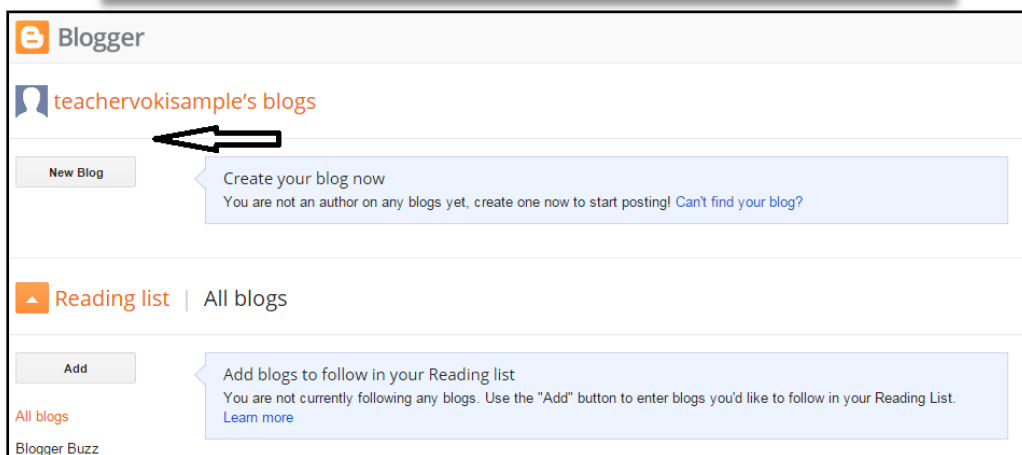 Blogger
teachervokisample's blogs
New Blog
Create your blog now
You are not an author on any blogs yet, create one now to start posting! Can't find your blog?
Reading list | All blogs
Add
Add blogs to follow in your Reading list
You are not currently following any blogs. Use the "Add" button to enter blogs you'd like to follow in your Reading List.
Learn more
All blogs
Blogger Buzz